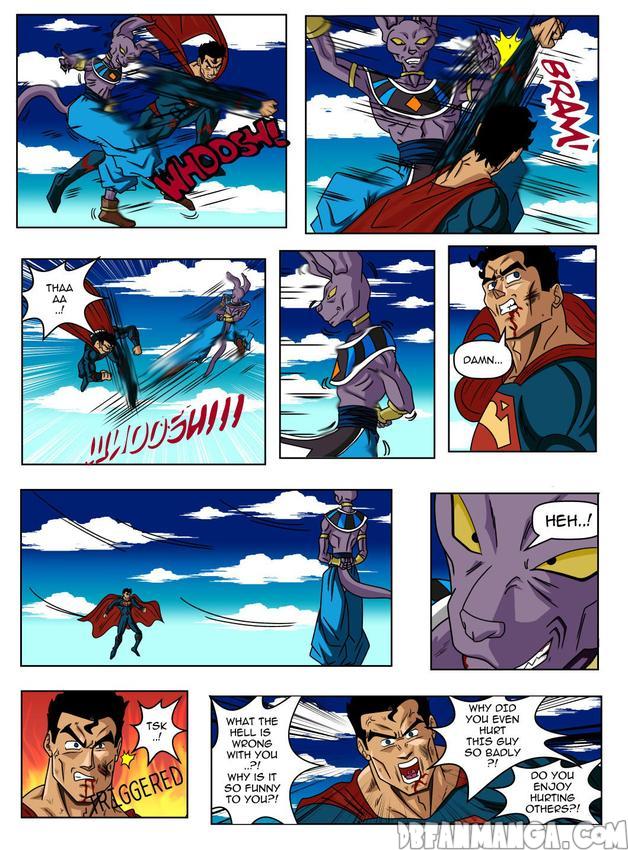 WHOOSH!
BRAM!
THAA
AA
..!
WHOOSH!!!
DAMN...
HEH..!
TSK
..!
TRAGGERED
WHAT THE
HELL IS
WRONG
WITH YOU
..?!
WHY IS IT
SO FUNNY
TO YOU?!
WHY DID
YOU EVEN
HURT
THIS GUY
SO BADLY
?!
DO YOU
ENJOY
HURTING
OTHERS?!
DBFANMANGA.COM